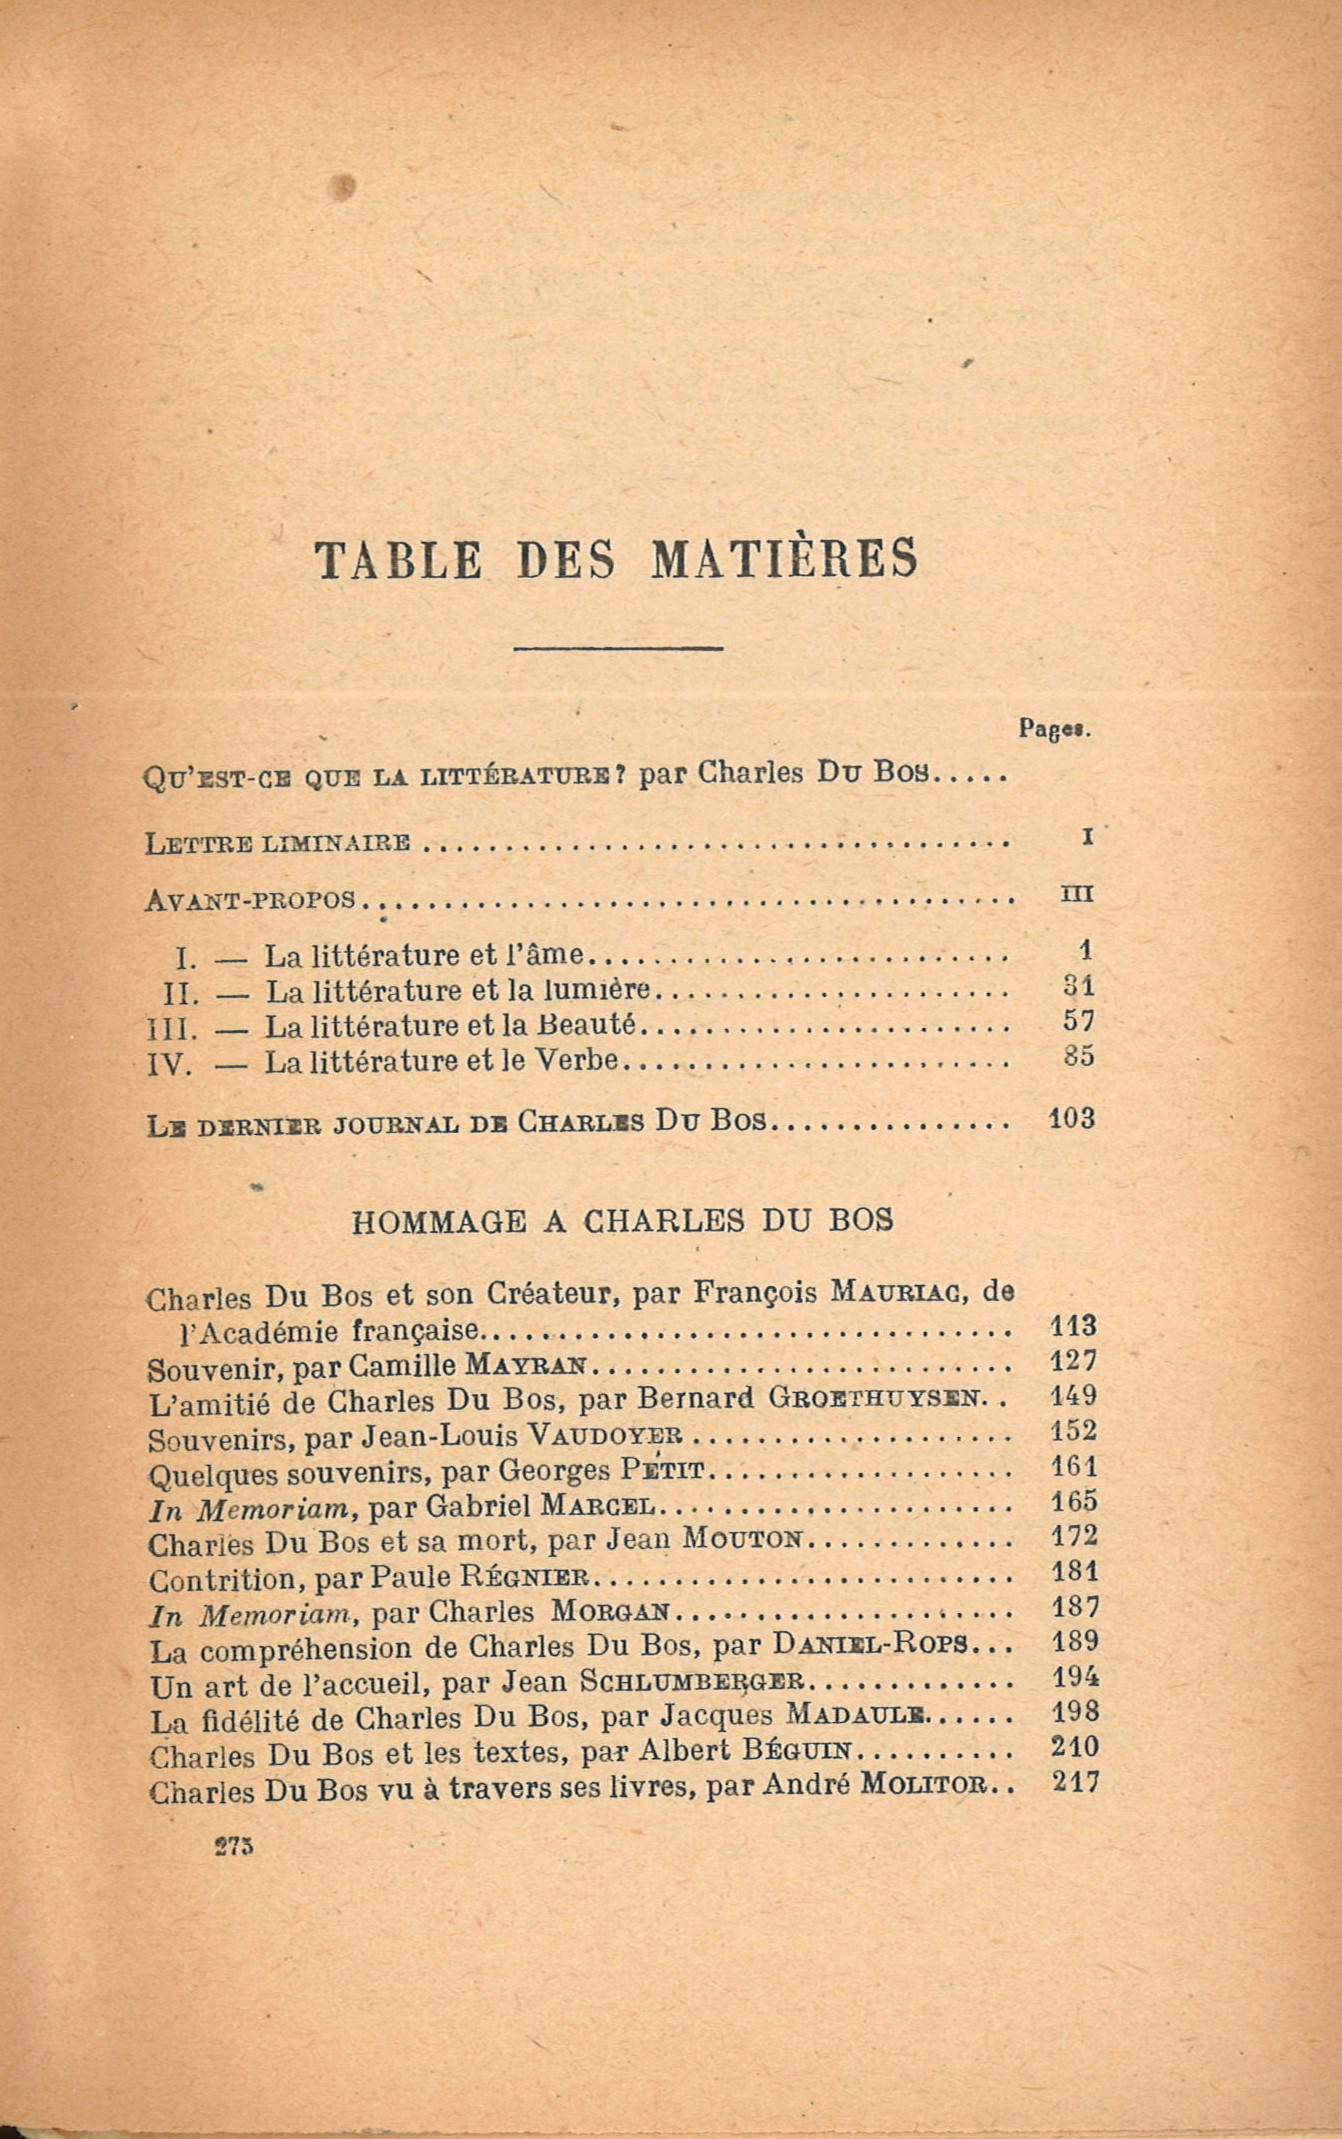 TABLE DES MATIÈRES
Pages.
QU'EST-CE QUE LA LITTÉRATURE? par Charles DU BOS.....
LETTRE LIMINAIRE .................................... I
AVANT-PROPOS........................................ III
I. — La littérature et l'âme.......................... 1
II. — La littérature et la lumière...................... 31
III. — La littérature et la Beauté....................... 57
IV. — La littérature et le Verbe........................ 85
LE DERNIER JOURNAL DE CHARLES DU BOS............... 103
HOMMAGE A CHARLES DU BOS
Charles Du Bos et son Créateur, par François MAURIAC, de
l'Académie française................................. 113
Souvenir, par Camille MAYRAN.......................... 127
L'amitié de Charles Du Bos, par Bernard GROETHUYSEN.. 149
Souvenirs, par Jean-Louis VAUDOYER .................... 152
Quelques souvenirs, par Georges PÉTIT................... 161
In Memoriam, par Gabriel MARCEL...................... 165
Charles Du Bos et sa mort, par Jean MOUTON............. 172
Contrition, par Paule RÉGNIER.......................... 181
In Memoriam, par Charles MORGAN..................... 187
La compréhension de Charles Du Bos, par DANIEL-ROPS... 189
Un art de l'accueil, par Jean SCHLUMBERGER............. 194
La fidélité de Charles Du Bos, par Jacques MADAULE...... 198
Charles Du Bos et les textes, par Albert BÉGUIN.......... 210
Charles Du Bos vu à travers ses livres, par André MOLITOR.. 217
275